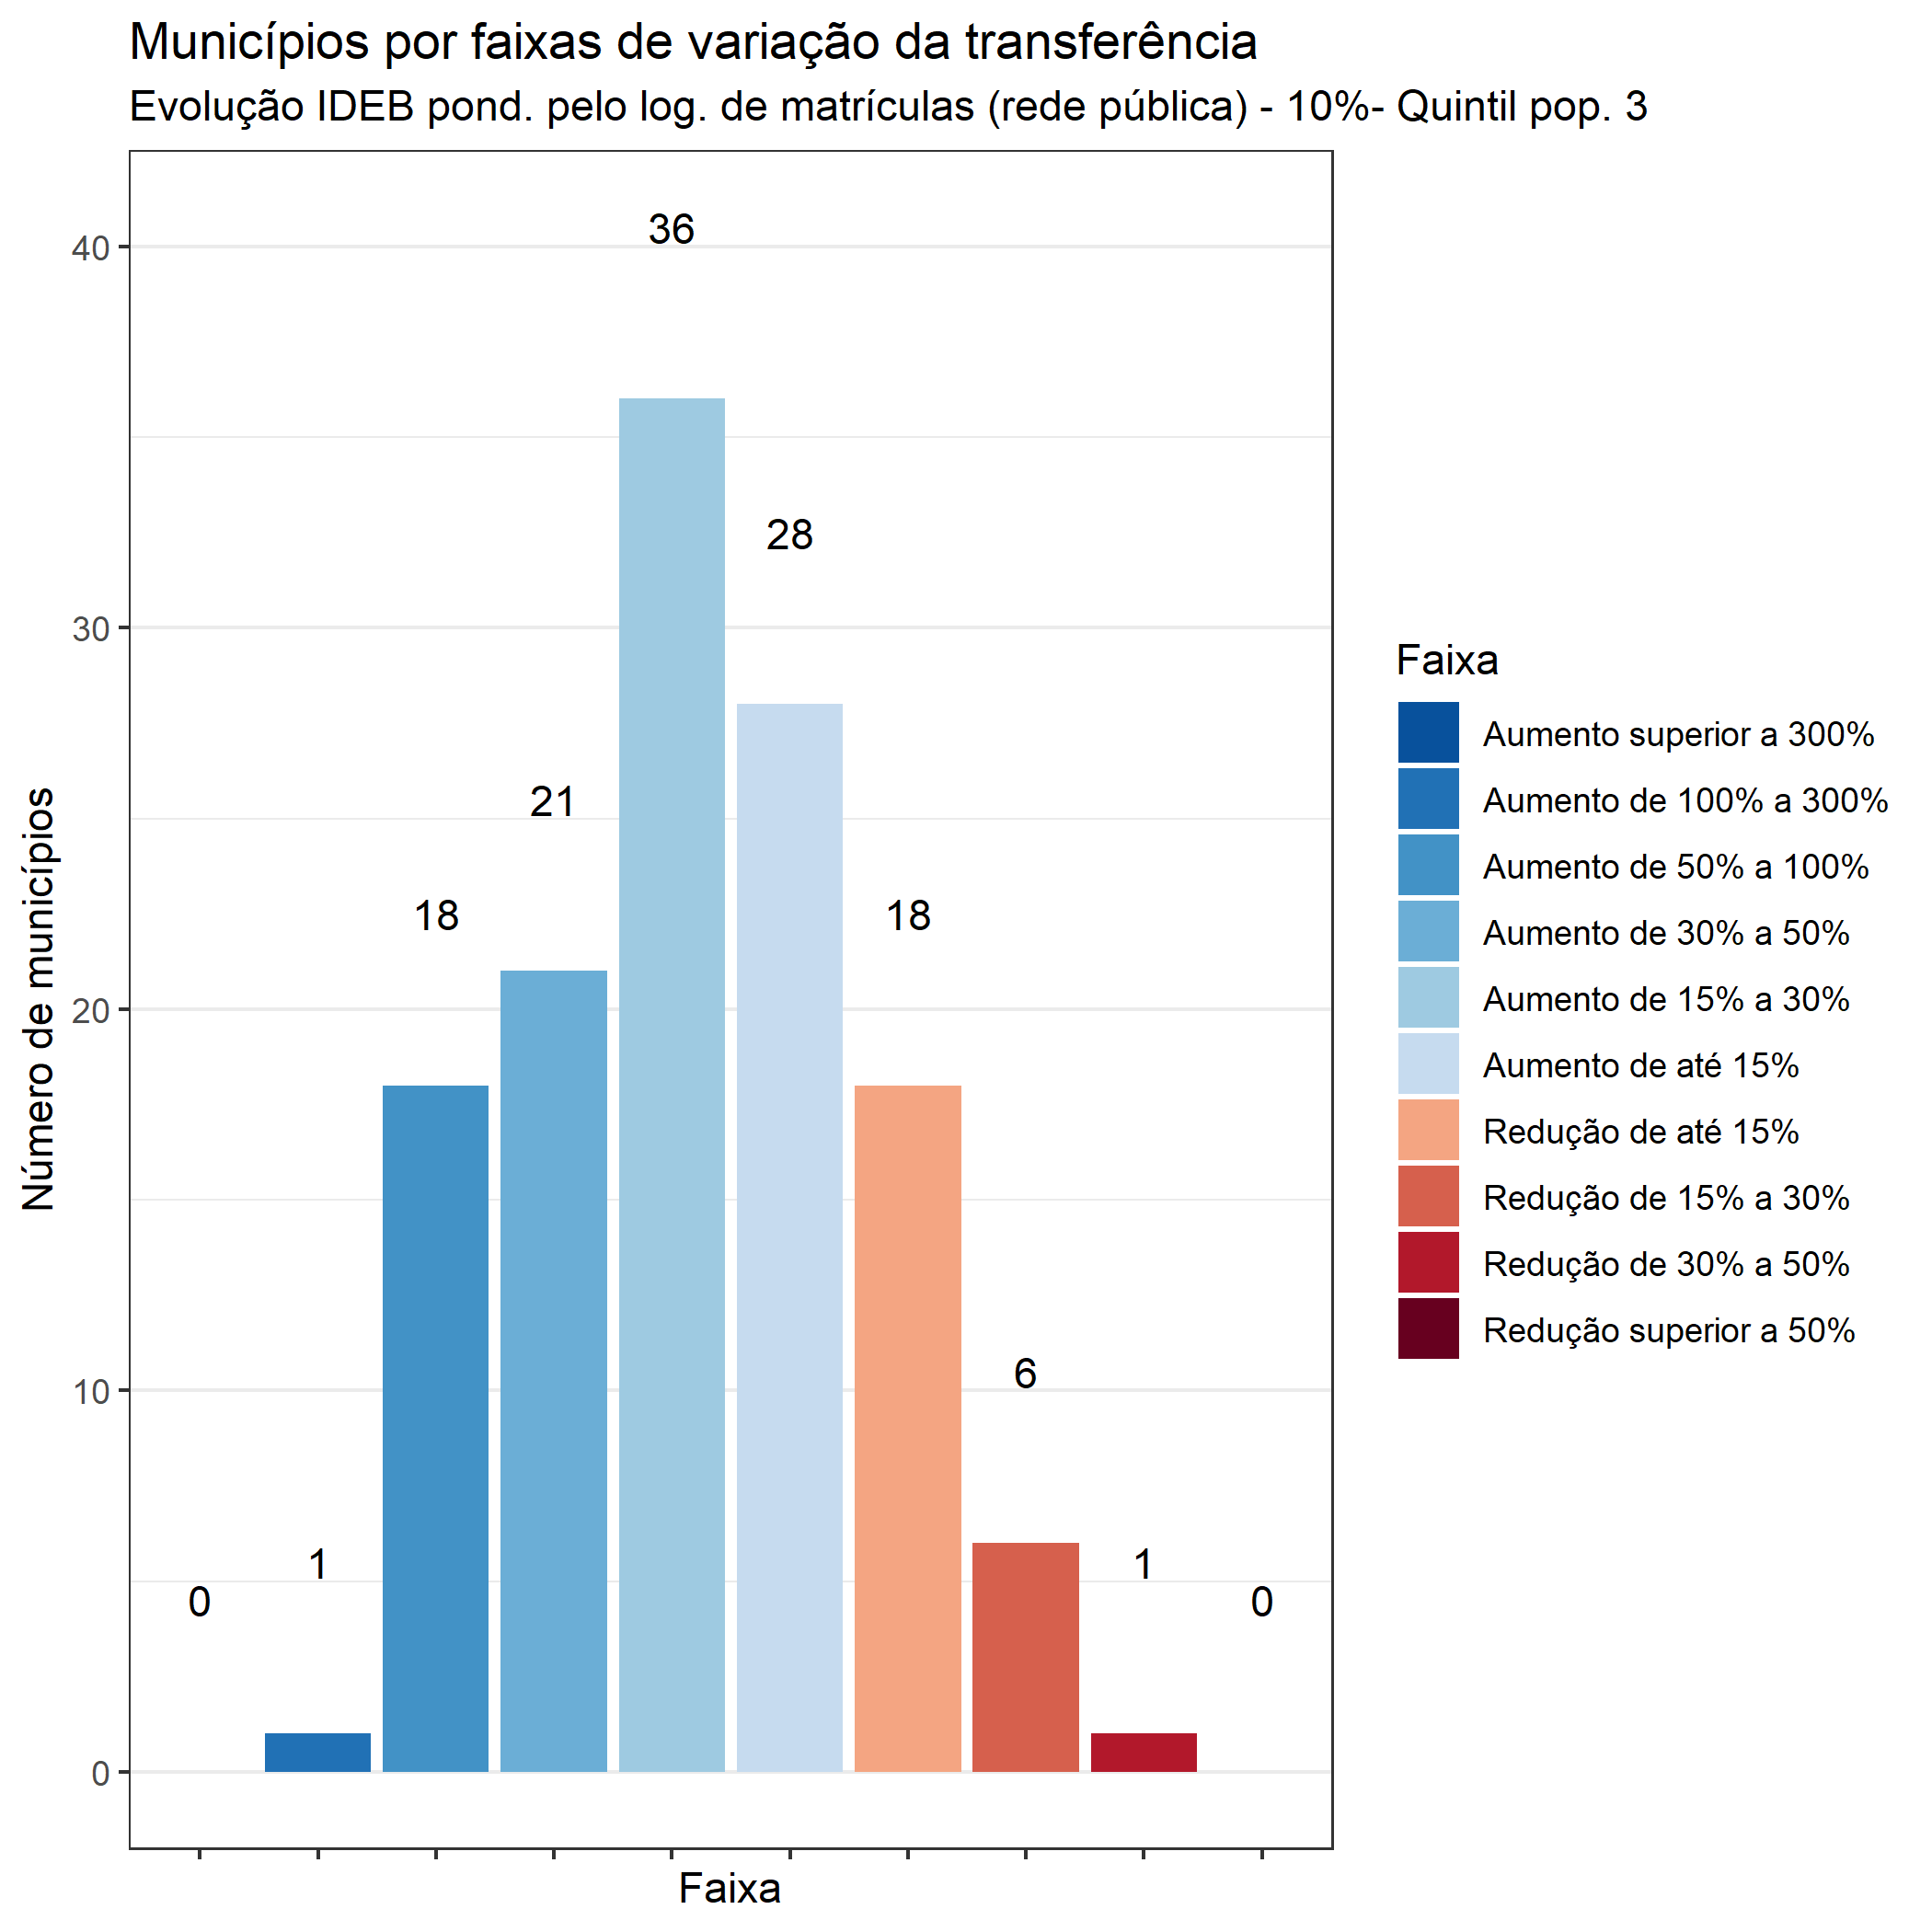 Municípios por faixas de variação da transferência
Evolução IDEB pond. pelo log. de matrículas (rede pública) - 10%- Quintil pop. 3
Número de municípios
40
30
20
10
0
0
1
18
21
36
28
18
6
1
0
Faixa
Faixa
Aumento superior a 300%
Aumento de 100% a 300%
Aumento de 50% a 100%
Aumento de 30% a 50%
Aumento de 15% a 30%
Aumento de até 15%
Redução de até 15%
Redução de 15% a 30%
Redução de 30% a 50%
Redução superior a 50%